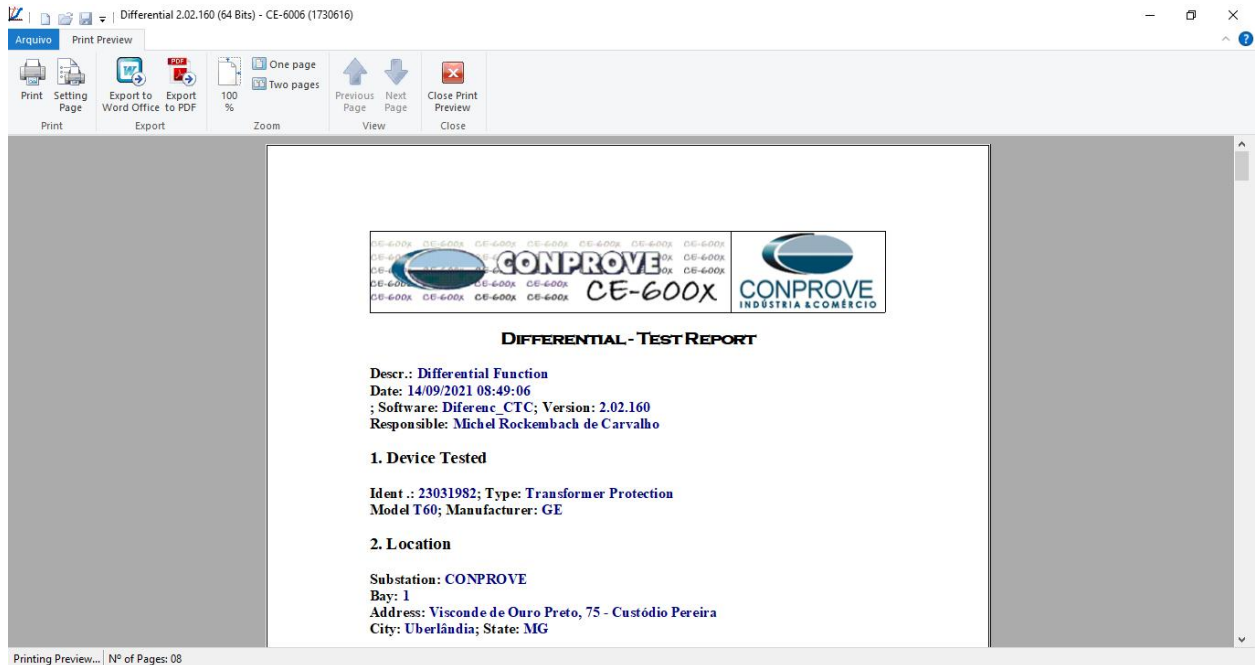 Differential 2.02.160 (64 Bits) - CE-6006 (1730616)
Arquivo Print Preview
Print Setting Page Export to Word Office Export to PDF 100 % One page Two pages Previous Page Next Page Close Print Preview
Print Export Zoom View Close
CONPROVE
CE-600X
CONPROVE
INDÚSTRIA & COMÉRCIO
DIFFERENTIAL - TEST REPORT
Descr.: Differential Function
Date: 14/09/2021 08:49:06
; Software: Diferenc_CTC; Version: 2.02.160
Responsible: Michel Rockembach de Carvalho
1. Device Tested
Ident .: 23031982; Type: Transformer Protection
Model T60; Manufacturer: GE
2. Location
Substation: CONPROVE
Bay: 1
Address: Visconde de Ouro Preto, 75 - Custódio Pereira
City: Uberlândia; State: MG
Printing Preview... Nº of Pages: 08